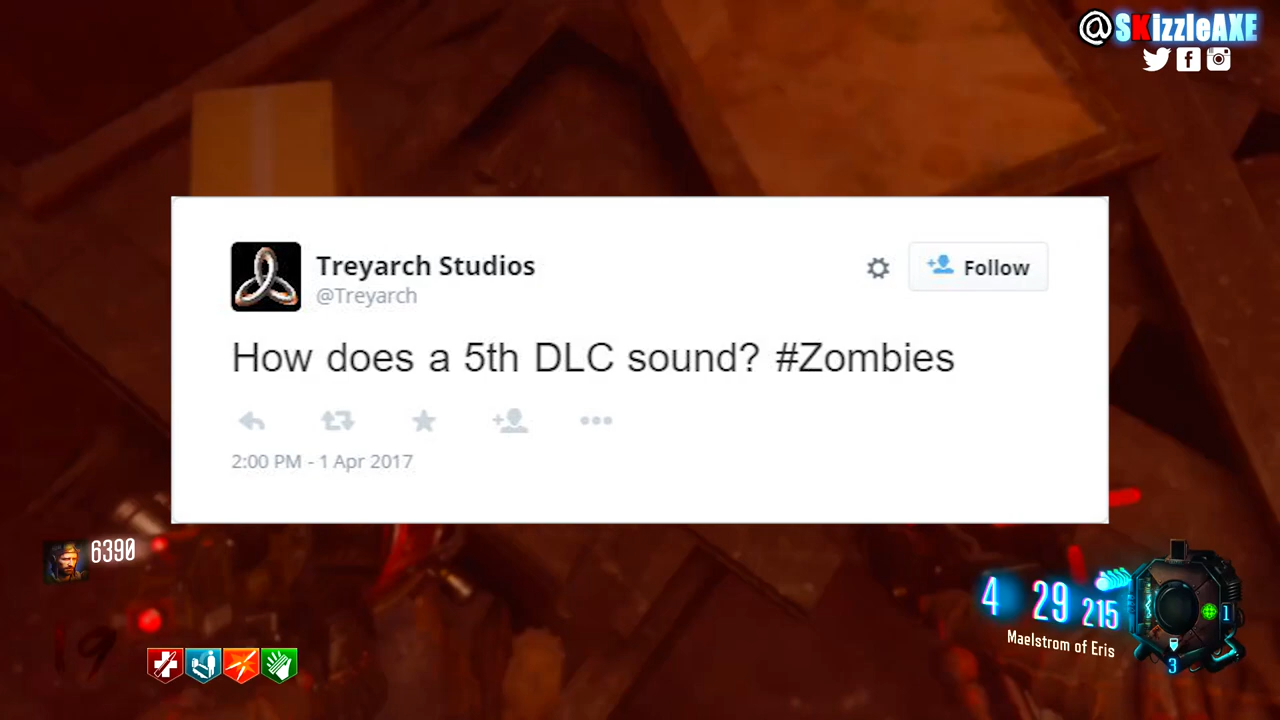 @SKizzleAXE
Treyarch Studios
@Treyarch
Follow
How does a 5th DLC sound? #Zombies
2:00 PM - 1 Apr 2017
6390
4 29 215
1
Maelstrom of Eris
3
19